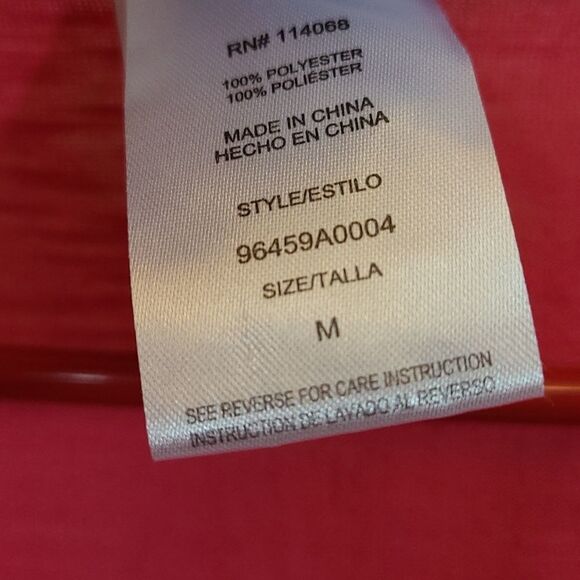 RN# 114068
100% POLYESTER
100% POLIÉSTER
MADE IN CHINA
HECHO EN CHINA
STYLE/ESTILO
96459A0004
SIZE/TALLA
M
SEE REVERSE FOR CARE INSTRUCTION
INSTRUCTION DE LAVADO AL REVERSO